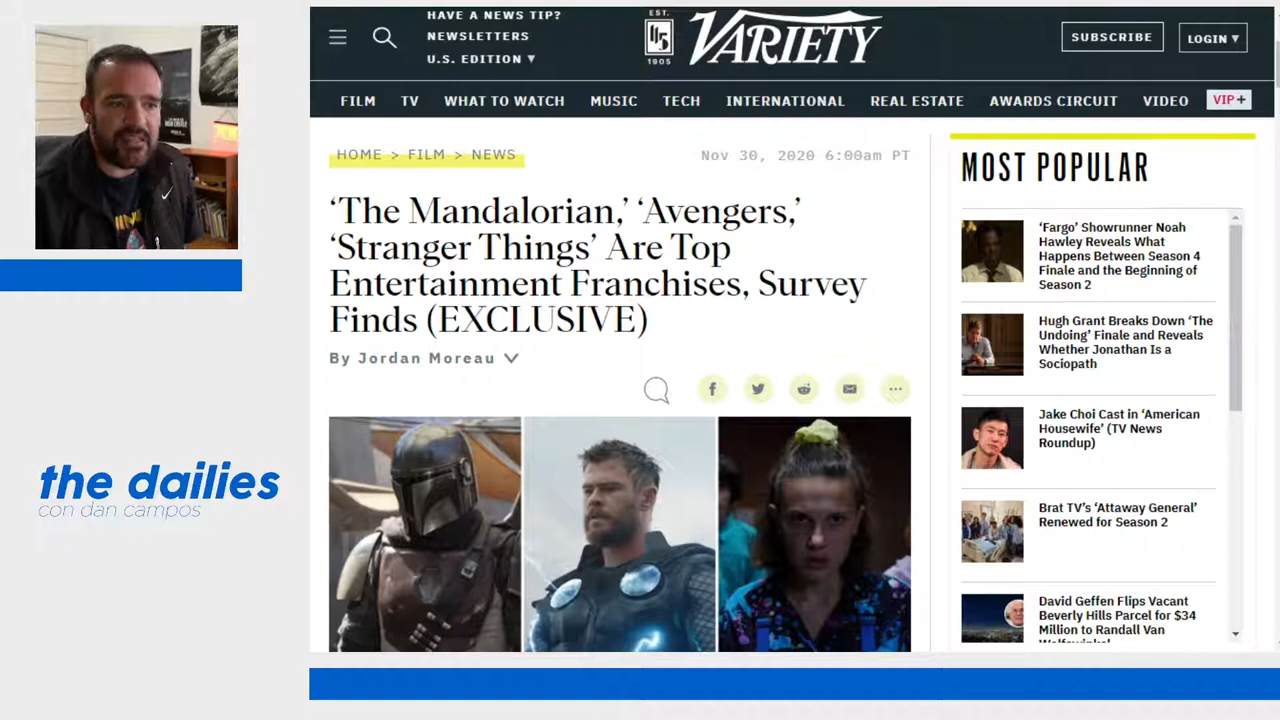 HAVE A NEWS TIP?
NEWSLETTERS
U.S. EDITION ▼
EST.
115
1905
VARIETY
SUBSCRIBE
LOGIN ▼
FILM TV WHAT TO WATCH MUSIC TECH INTERNATIONAL REAL ESTATE AWARDS CIRCUIT VIDEO VIP+
HOME > FILM > NEWS
Nov 30, 2020 6:00am PT
‘The Mandalorian,’ ‘Avengers,’
‘Stranger Things’ Are Top
Entertainment Franchises, Survey
Finds (EXCLUSIVE)
By Jordan Moreau
MOST POPULAR
‘Fargo’ Showrunner Noah
Hawley Reveals What
Happens Between Season 4
Finale and the Beginning of
Season 2
Hugh Grant Breaks Down ‘The
Undoing’ Finale and Reveals
Whether Jonathan Is a
Sociopath
Jake Choi Cast in ‘American
Housewife’ (TV News
Roundup)
Brat TV’s ‘Attaway General’
Renewed for Season 2
David Geffen Flips Vacant
Beverly Hills Parcel for $34
Million to Randall Van
the dailies
con dan campos